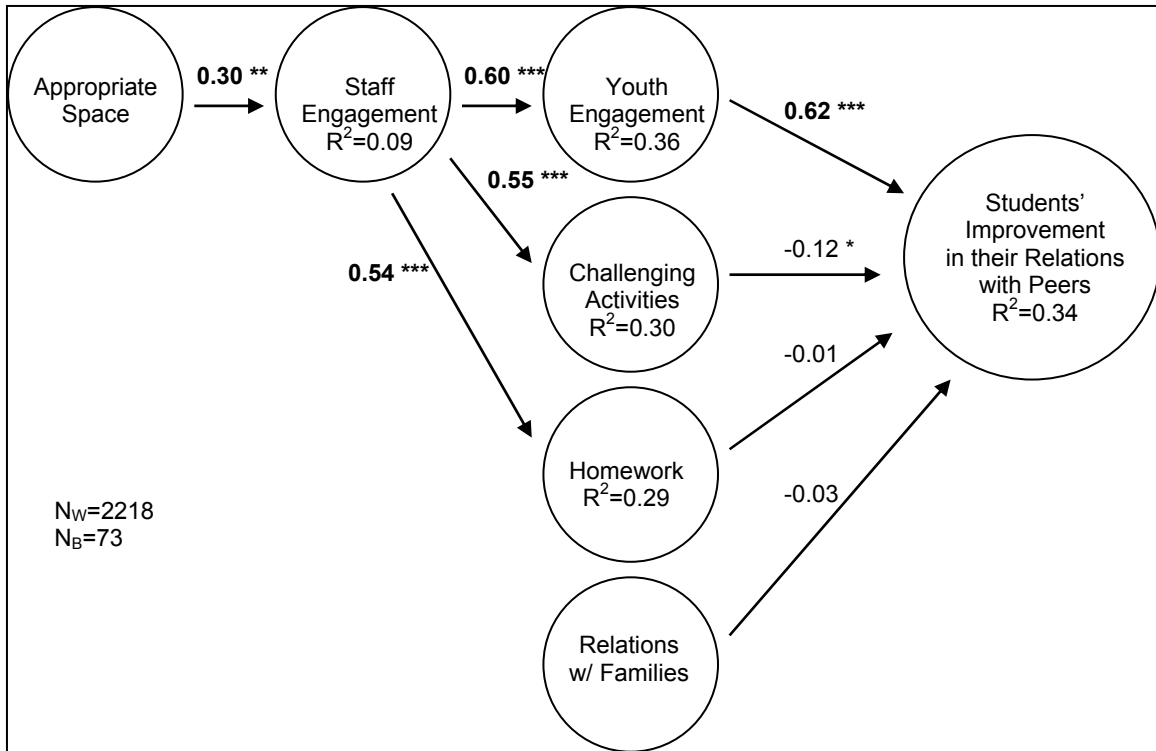 Appropriate
Space
0.30 **
Staff
Engagement
R²=0.09
0.60 ***
Youth
Engagement
R²=0.36
0.62 ***
0.55 ***
Students’
Improvement
in their Relations
with Peers
R²=0.34
0.54 ***
Challenging
Activities
R²=0.30
-0.12 *
-0.01
Homework
R²=0.29
-0.03
N_W=2218
N_B=73
Relations
w/ Families